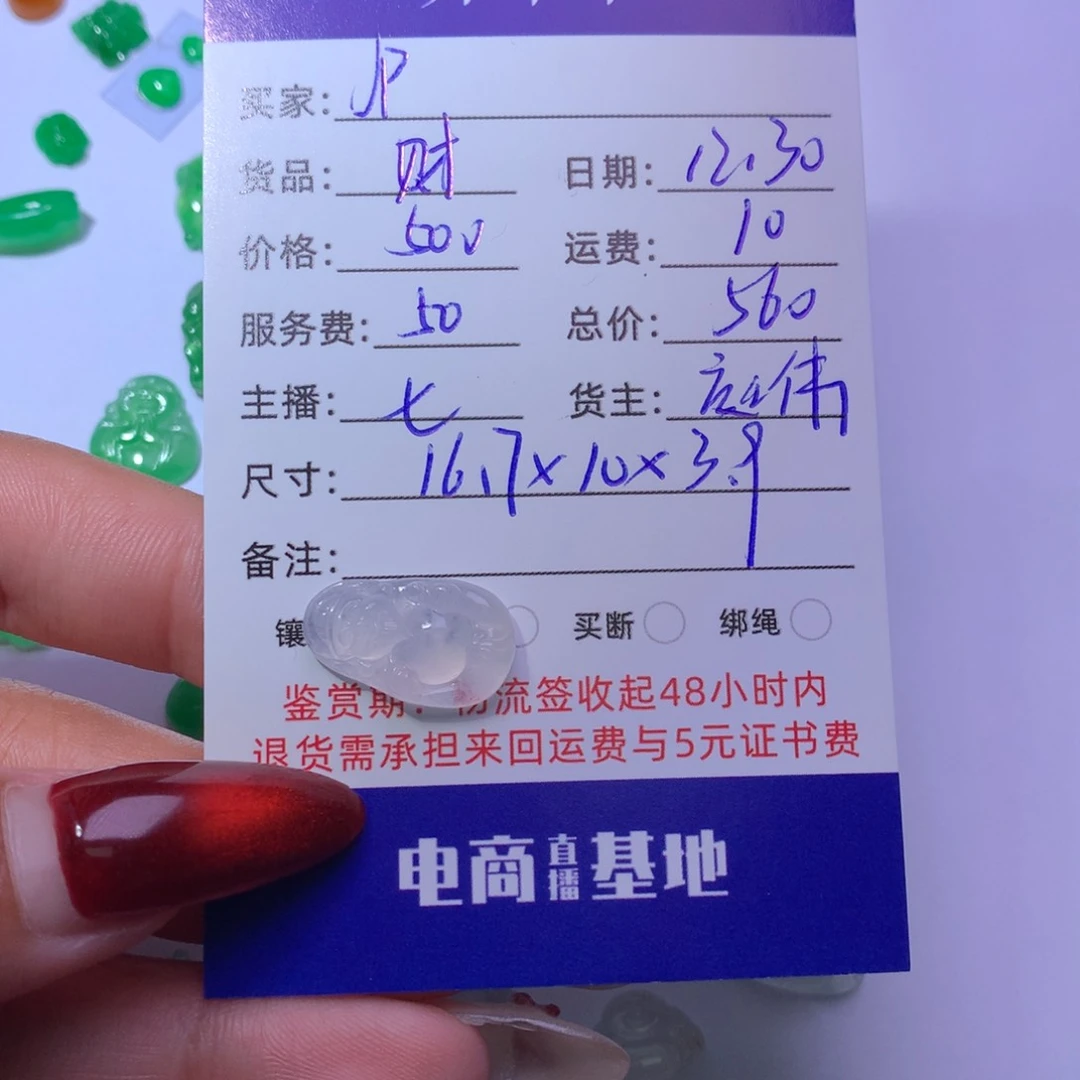 买家: JP
货品: 财 日期: 12.30
价格: 500 运费: 10
服务费: 50 总价: 560
主播: 七 货主:
尺寸: 16.7×10×3.9
备注:
镶 买断 绑绳
鉴赏期: 物流签收起48小时内
退货需承担来回运费与5元证书费
电商直播基地